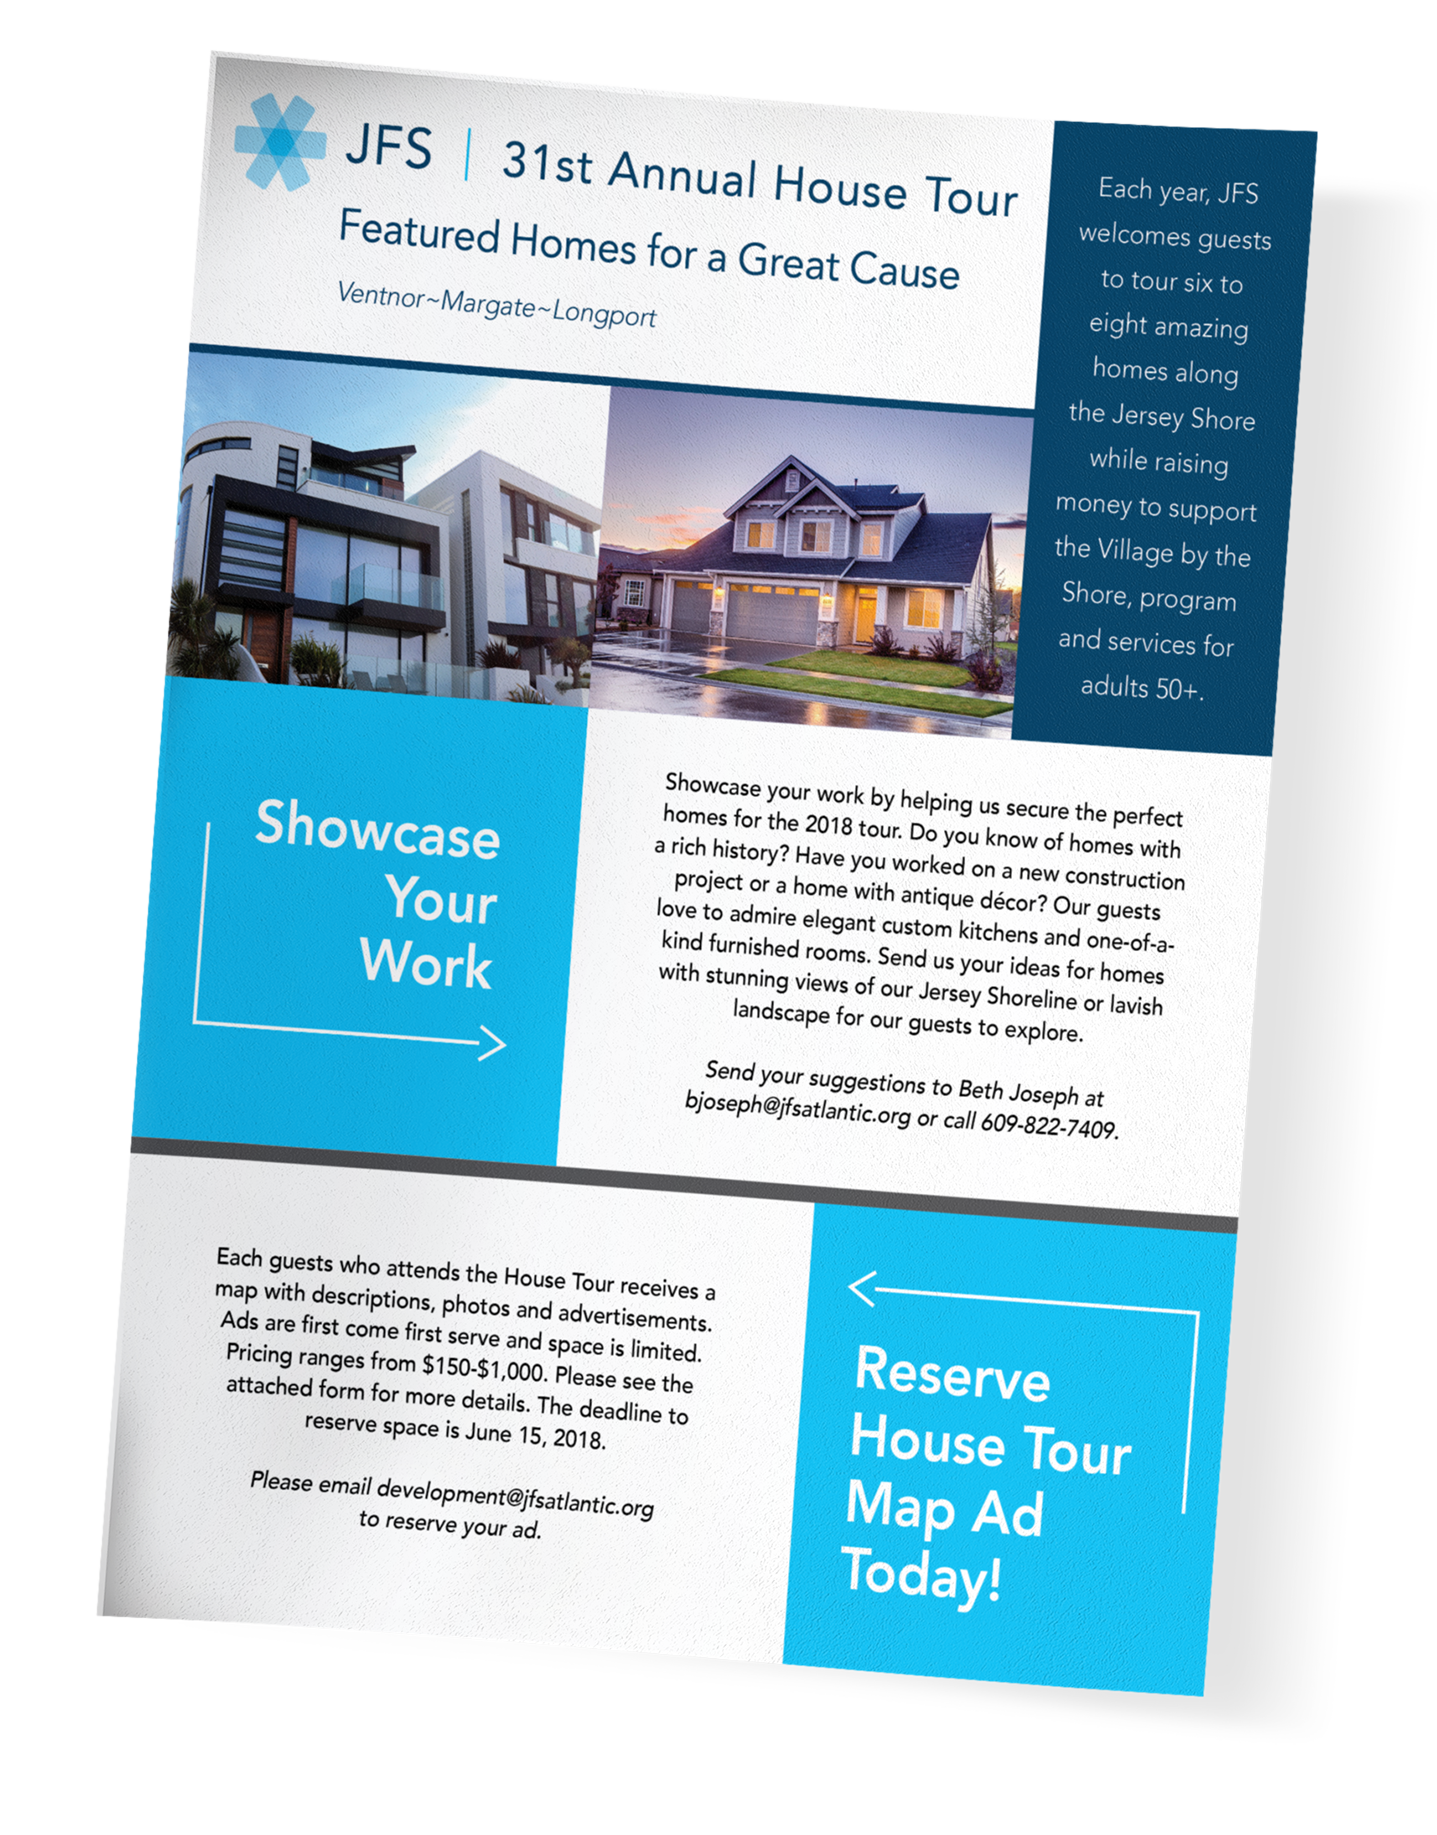 JFS | 31st Annual House Tour
Featured Homes for a Great Cause
Ventnor~Margate~Longport
Each year, JFS
welcomes guests
to tour six to
eight amazing
homes along
the Jersey Shore
while raising
money to support
the Village by the
Shore, program
and services for
adults 50+.
Showcase
Your
Work
Showcase your work by helping us secure the perfect
homes for the 2018 tour. Do you know of homes with
a rich history? Have you worked on a new construction
project or a home with antique décor? Our guests
love to admire elegant custom kitchens and one-of-a-
kind furnished rooms. Send us your ideas for homes
with stunning views of our Jersey Shoreline or lavish
landscape for our guests to explore.
Send your suggestions to Beth Joseph at
bjoseph@jfsatlantic.org or call 609-822-7409.
Each guests who attends the House Tour receives a
map with descriptions, photos and advertisements.
Ads are first come first serve and space is limited.
Pricing ranges from $150-$1,000. Please see the
attached form for more details. The deadline to
reserve space is June 15, 2018.
Please email development@jfsatlantic.org
to reserve your ad.
Reserve
House Tour
Map Ad
Today!